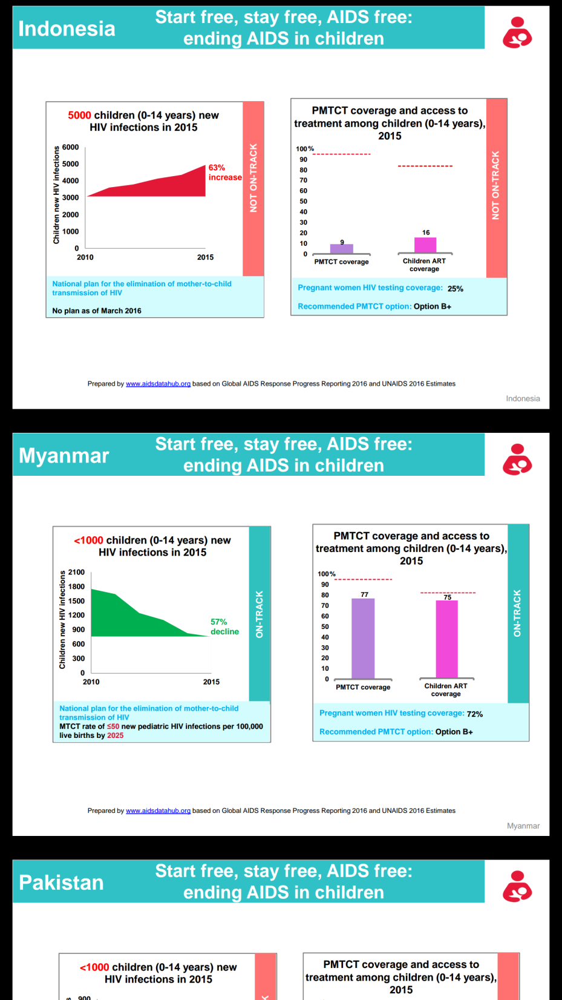 Indonesia
Start free, stay free, AIDS free:
ending AIDS in children
5000 children (0-14 years) new
HIV infections in 2015
Children new HIV infections
6000
5000
4000
3000
2000
1000
0
2010
2015
63%
increase
NOT ON-TRACK
National plan for the elimination of mother-to-child
transmission of HIV
No plan as of March 2016
PMTCT coverage and access to
treatment among children (0-14 years),
2015
100%
90
80
70
60
50
40
30
20
10
0
9
16
PMTCT coverage
Children ART
coverage
NOT ON-TRACK
Pregnant women HIV testing coverage: 25%
Recommended PMTCT option: Option B+
Prepared by www.aidsdatahub.org based on Global AIDS Response Progress Reporting 2016 and UNAIDS 2016 Estimates
Indonesia
Myanmar
Start free, stay free, AIDS free:
ending AIDS in children
<1000 children (0-14 years) new
HIV infections in 2015
Children new HIV infections
2100
1800
1500
1200
900
600
300
0
2010
2015
57%
decline
ON-TRACK
National plan for the elimination of mother-to-child
transmission of HIV
MTCT rate of ≤50 new pediatric HIV infections per 100,000
live births by 2025
PMTCT coverage and access to
treatment among children (0-14 years),
2015
100%
90
80
70
60
50
40
30
20
10
0
77
75
PMTCT coverage
Children ART
coverage
ON-TRACK
Pregnant women HIV testing coverage: 72%
Recommended PMTCT option: Option B+
Prepared by www.aidsdatahub.org based on Global AIDS Response Progress Reporting 2016 and UNAIDS 2016 Estimates
Myanmar
Pakistan
Start free, stay free, AIDS free:
ending AIDS in children
<1000 children (0-14 years) new
HIV infections in 2015
900
PMTCT coverage and access to
treatment among children (0-14 years),
2015